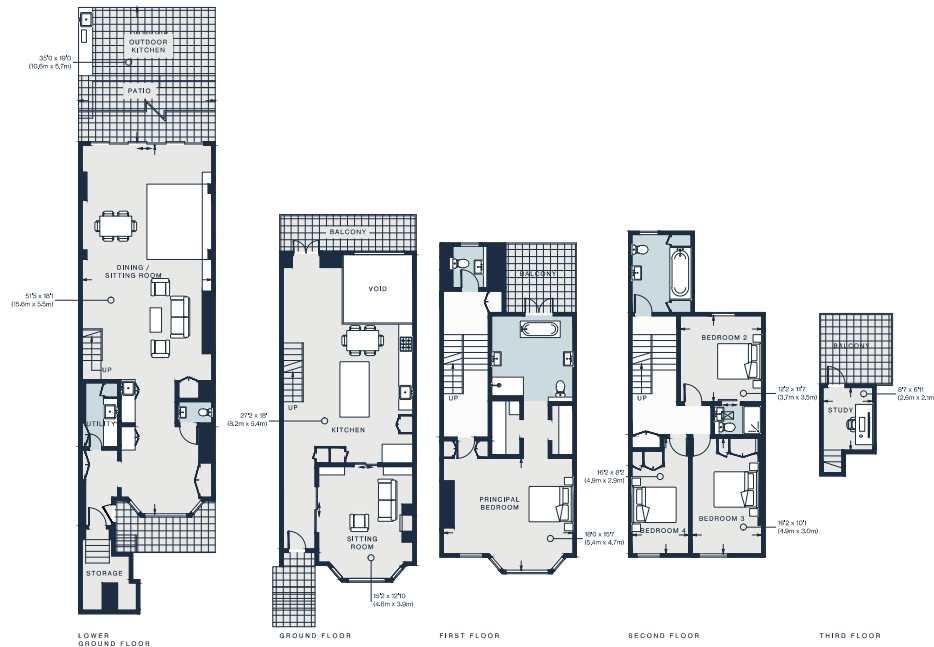 OUTDOOR
KITCHEN
35'0 x 19'0
(10.6m x 5.7m)
PATIO
DINING /
SITTING ROOM
51'5 x 18'1
(15.6m x 5.5m)
UP
UTILITY
STORAGE
LOWER
GROUND FLOOR
BALCONY
VOID
UP
27'2 x 18'
(8.2m x 5.4m)
KITCHEN
SITTING
ROOM
15'2 x 12'10
(4.6m x 3.9m)
GROUND FLOOR
BALCONY
UP
PRINCIPAL
BEDROOM
18'0 x 15'7
(5.4m x 4.7m)
FIRST FLOOR
BEDROOM 2
12'2 x 11'7
(3.7m x 3.5m)
UP
16'2 x 8'2
(4.9m x 2.9m)
BEDROOM 4
BEDROOM 3
16'2 x 10'1
(4.9m x 3.0m)
SECOND FLOOR
BALCONY
8'7 x 6'11
(2.6m x 2.1m
STUDY
THIRD FLOOR